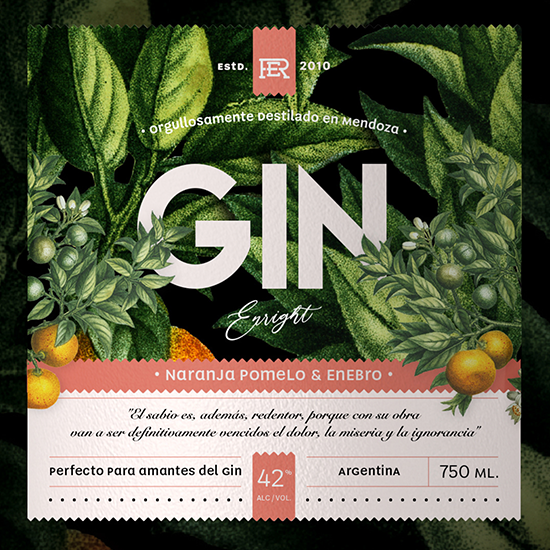 EstD. FER 2010
• orgullosamente Destilado en Mendoza •
GIN
Enright
• Naranja Pomelo & Enebro •
"El sabio es, además, redentor, porque con su obra
van a ser definitivamente vencidos el dolor, la miseria y la ignorancia"
Perfecto para amantes del Gin
42%
ALC / VOL.
Argentina
750 ML.